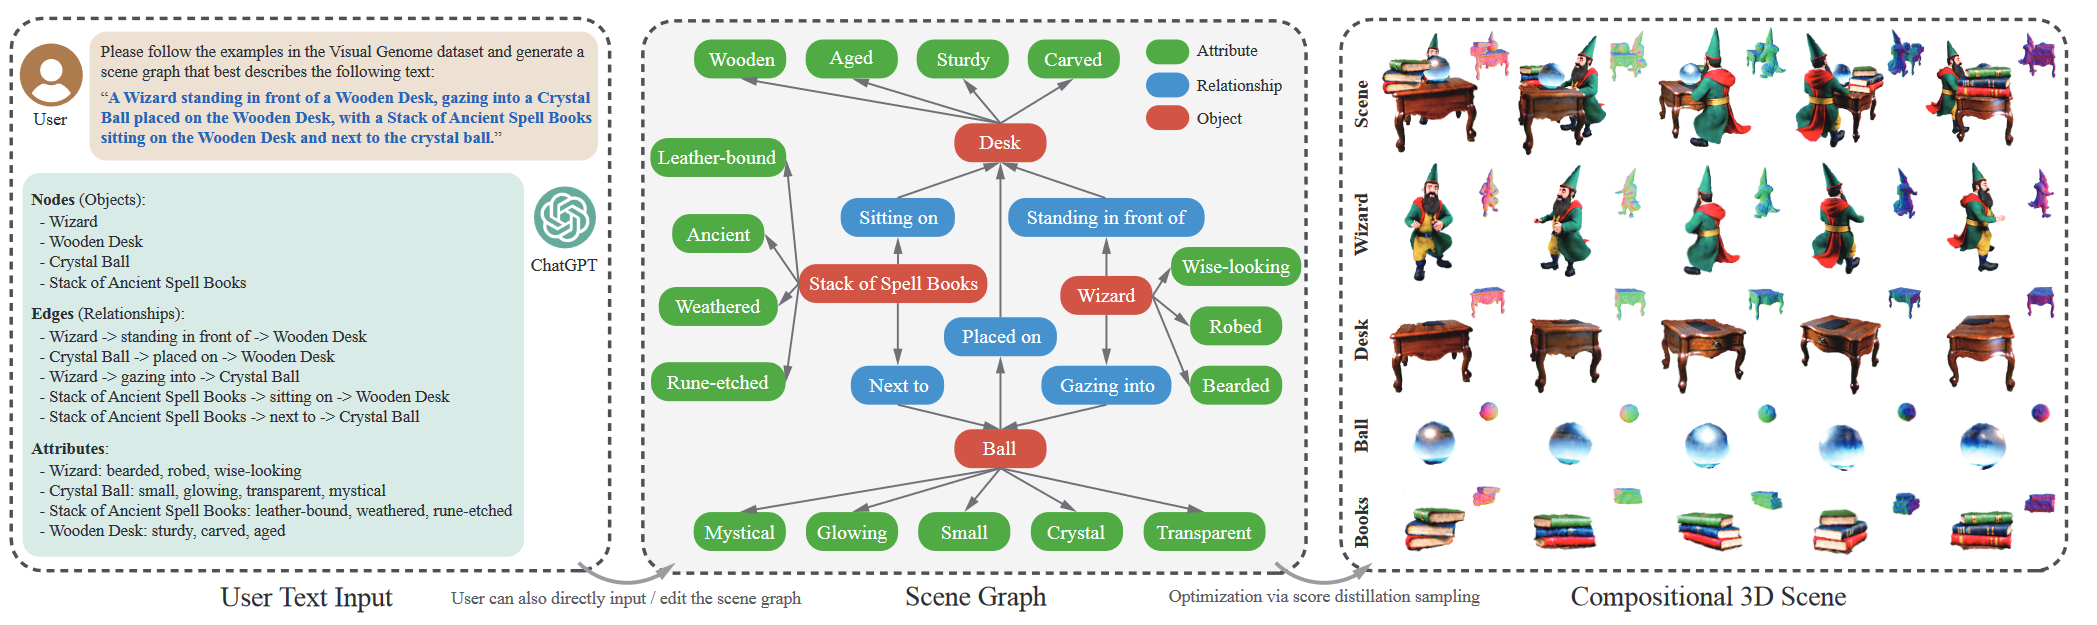 User
Please follow the examples in the Visual Genome dataset and generate a
scene graph that best describes the following text:
“A Wizard standing in front of a Wooden Desk, gazing into a Crystal
Ball placed on the Wooden Desk, with a Stack of Ancient Spell Books
sitting on the Wooden Desk and next to the crystal ball.”
ChatGPT
Nodes (Objects):
- Wizard
- Wooden Desk
- Crystal Ball
- Stack of Ancient Spell Books
Edges (Relationships):
- Wizard -> standing in front of -> Wooden Desk
- Crystal Ball -> placed on -> Wooden Desk
- Wizard -> gazing into -> Crystal Ball
- Stack of Ancient Spell Books -> sitting on -> Wooden Desk
- Stack of Ancient Spell Books -> next to -> Crystal Ball
Attributes:
- Wizard: bearded, robed, wise-looking
- Crystal Ball: small, glowing, transparent, mystical
- Stack of Ancient Spell Books: leather-bound, weathered, rune-etched
- Wooden Desk: sturdy, carved, aged
User Text Input
User can also directly input / edit the scene graph
Wooden
Aged
Sturdy
Carved
Attribute
Relationship
Object
Desk
Leather-bound
Sitting on
Standing in front of
Ancient
Wise-looking
Stack of Spell Books
Wizard
Weathered
Robed
Placed on
Rune-etched
Next to
Gazing into
Bearded
Ball
Mystical
Glowing
Small
Crystal
Transparent
Scene Graph
Optimization via score distillation sampling
Scene
Wizard
Desk
Ball
Books
Compositional 3D Scene